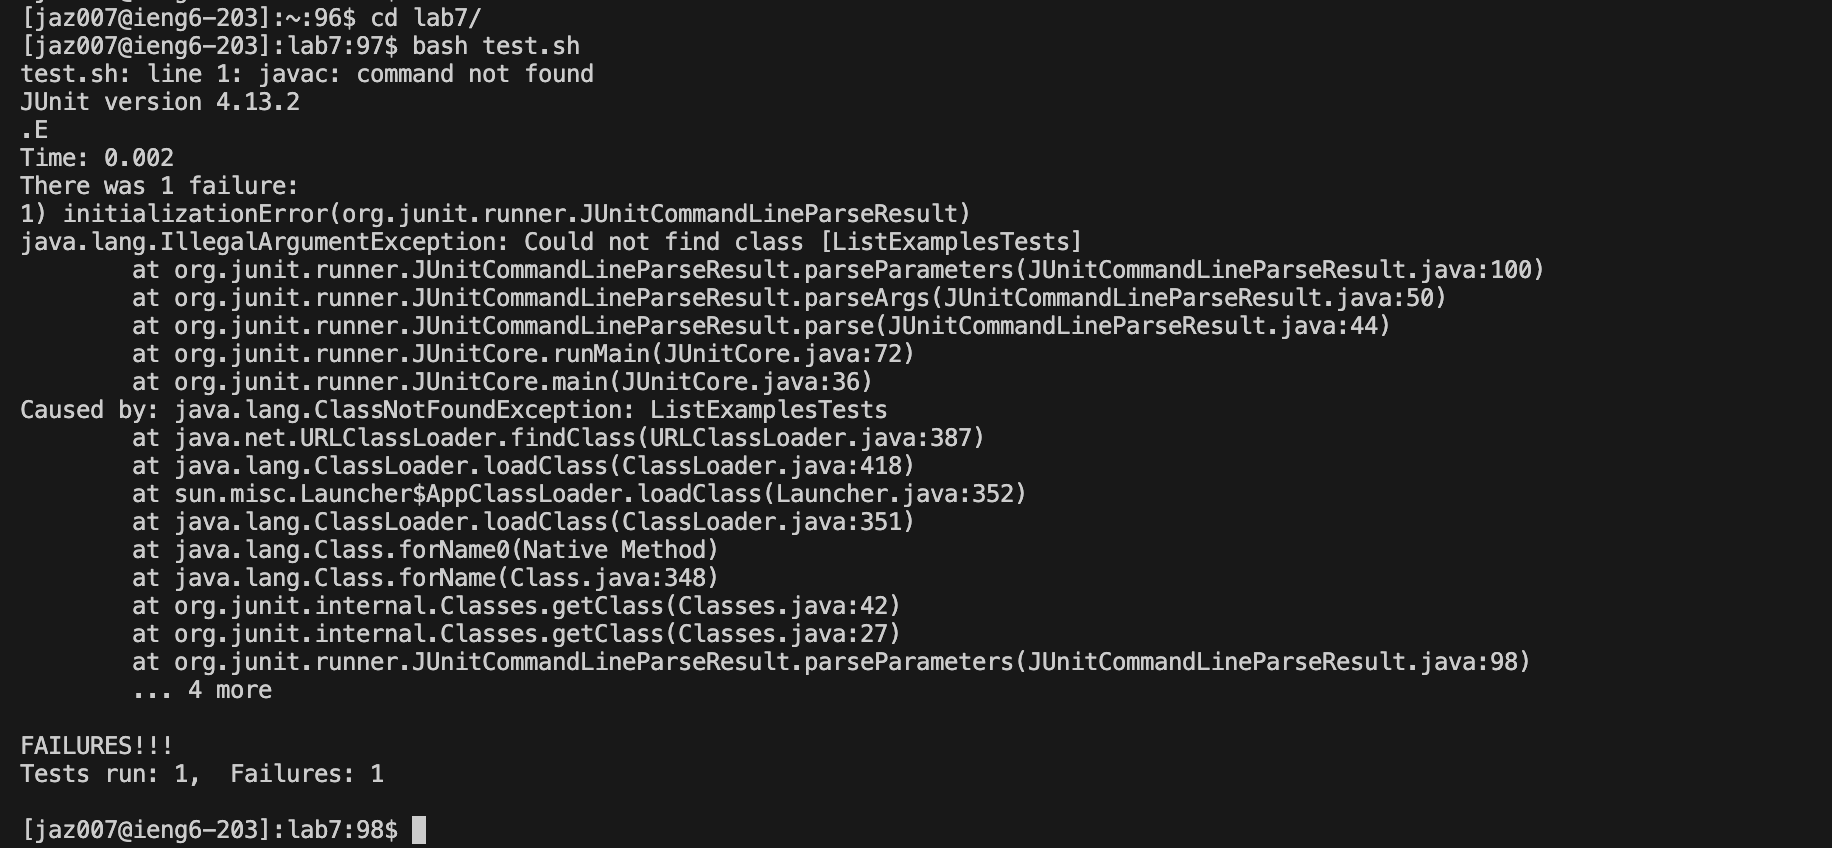 [jaz007@ieng6-203]:~:96$ cd lab7/
[jaz007@ieng6-203]:lab7:97$ bash test.sh
test.sh: line 1: javac: command not found
JUnit version 4.13.2
.E
Time: 0.002
There was 1 failure:
1) initializationError(org.junit.runner.JUnitCommandLineParseResult)
java.lang.IllegalArgumentException: Could not find class [ListExamplesTests]
        at org.junit.runner.JUnitCommandLineParseResult.parseParameters(JUnitCommandLineParseResult.java:100)
        at org.junit.runner.JUnitCommandLineParseResult.parseArgs(JUnitCommandLineParseResult.java:50)
        at org.junit.runner.JUnitCommandLineParseResult.parse(JUnitCommandLineParseResult.java:44)
        at org.junit.runner.JUnitCore.runMain(JUnitCore.java:72)
        at org.junit.runner.JUnitCore.main(JUnitCore.java:36)
Caused by: java.lang.ClassNotFoundException: ListExamplesTests
        at java.net.URLClassLoader.findClass(URLClassLoader.java:387)
        at java.lang.ClassLoader.loadClass(ClassLoader.java:418)
        at sun.misc.Launcher$AppClassLoader.loadClass(Launcher.java:352)
        at java.lang.ClassLoader.loadClass(ClassLoader.java:351)
        at java.lang.Class.forName0(Native Method)
        at java.lang.Class.forName(Class.java:348)
        at org.junit.internal.Classes.getClass(Classes.java:42)
        at org.junit.internal.Classes.getClass(Classes.java:27)
        at org.junit.runner.JUnitCommandLineParseResult.parseParameters(JUnitCommandLineParseResult.java:98)
        ... 4 more

FAILURES!!!
Tests run: 1,  Failures: 1

[jaz007@ieng6-203]:lab7:98$